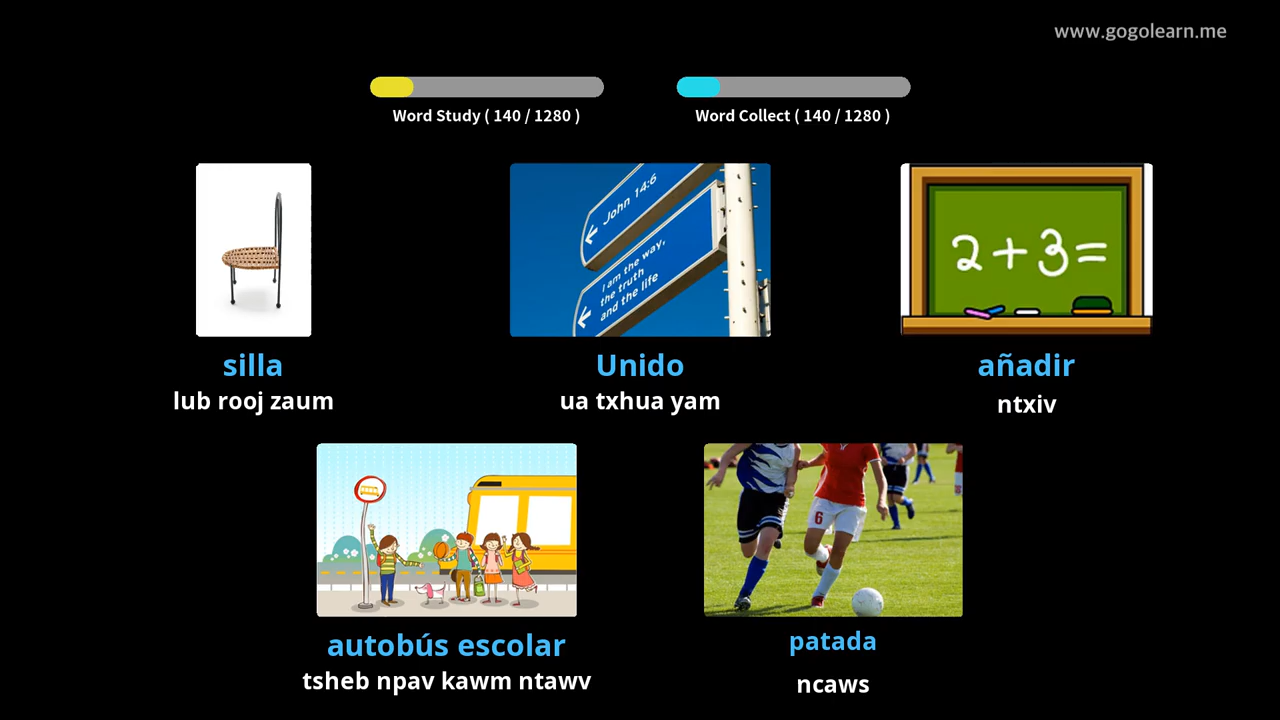 www.gogolearn.me
Word Study ( 140 / 1280 )
Word Collect ( 140 / 1280 )
John 14:6
I am the way,
the truth
and the life
2+3=
silla
lub rooj zaum
Unido
ua txhua yam
añadir
ntxiv
6
autobús escolar
tsheb npav kawm ntawv
patada
ncaws